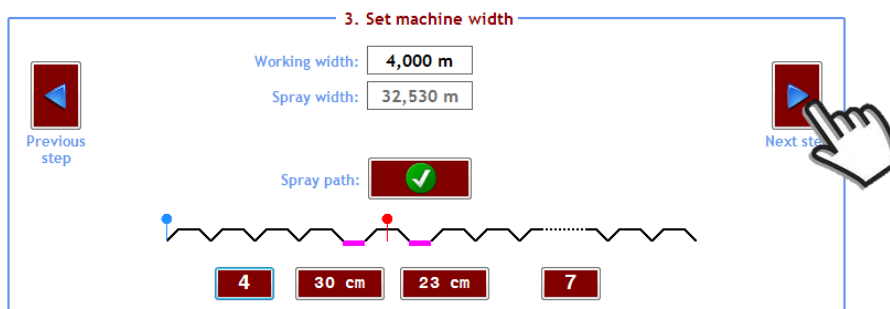 3. Set machine width
Working width: 4,000 m
Spray width: 32,530 m
Previous
step
Next ste
Spray path:
4 30 cm 23 cm 7